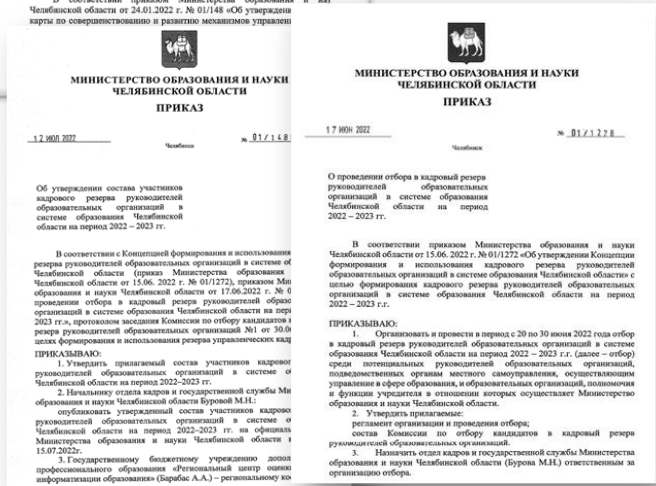 Челябинской области от 24.01.2022 г. № 01/148 «Об утвержден
карты по совершенствованию и развитию механизмов управлени
МИНИСТЕРСТВО ОБРАЗОВАНИЯ И НАУКИ
ЧЕЛЯБИНСКОЙ ОБЛАСТИ
ПРИКАЗ
12 ИЮЛ 2022
№ 01/148
Челябинск
Об утверждении состава участников
кадрового резерва руководителей
образовательных организаций в
системе образования Челябинской
области на период 2022 – 2023 гг.
В соответствии с Концепцией формирования и использования
резерва руководителей образовательных организаций в системе об
Челябинской области (приказ Министерства образования
области от 15.06. 2022 г. № 01/1272), приказом Мин
образования и науки Челябинской области от 17.06.2022 г. № 0
проведении отбора в кадровый резерв руководителей образо
организаций в системе образования Челябинской области на пери
2023 гг.», протоколом заседания Комиссии по отбору кандидатов в
резерв руководителей образовательных организаций №1 от 30.0
целях формирования и использования резерва управленческих кадр
ПРИКАЗЫВАЮ:
1. Утвердить прилагаемый состав участников кадровог
руководителей образовательных организаций в системе о
Челябинской области на период 2022–2023 гг.
2. Начальнику отдела кадров и государственной службы Ми
образования и науки Челябинской области Буровой М.Н.:
опубликовать утвержденный состав участников кадрово
руководителей образовательных организаций в системе о
Челябинской области на период 2022–2023 гг. на официаль
Министерства образования и науки Челябинской области
15.07.2022г.
3. Государственному бюджетному учреждению допол
профессионального образования «Региональный центр оценк
информатизации образования» (Барабас А.А.) – региональному ко
МИНИСТЕРСТВО ОБРАЗОВАНИЯ И НАУКИ
ЧЕЛЯБИНСКОЙ ОБЛАСТИ
ПРИКАЗ
17 ИЮН 2022
№ 01/1278
Челябинск
О проведении отбора в кадровый резерв
руководителей образовательных
организаций в системе образования
Челябинской области на период
2022 – 2023 гг.
В соответствии приказом Министерства образования и науки
Челябинской области от 15.06. 2022 г. № 01/1272 «Об утверждении Концепции
формирования и использования кадрового резерва руководителей
образовательных организаций в системе образования Челябинской области» с
целью формирования кадрового резерва руководителей образовательных
организаций в системе образования Челябинской области на период
2022 – 2023 г.г.
ПРИКАЗЫВАЮ:
1. Организовать и провести в период с 20 по 30 июня 2022 года отбор
в кадровый резерв руководителей образовательных организаций в системе
образования Челябинской области на период 2022 – 2023 г.г. (далее – отбор)
среди потенциальных руководителей образовательных организаций,
подведомственных органам местного самоуправления, осуществляющим
управление в сфере образования, и образовательных организаций, полномочия
и функции учредителя в отношении которых осуществляет Министерство
образования и науки Челябинской области.
2. Утвердить прилагаемые:
регламент организации и проведения отбора;
состав Комиссии по отбору кандидатов в кадровый резерв
руководителей образовательных организаций.
3. Назначить отдел кадров и государственной службы Министерства
образования и науки Челябинской области (Бурова М.Н.) ответственным за
организацию отбора.